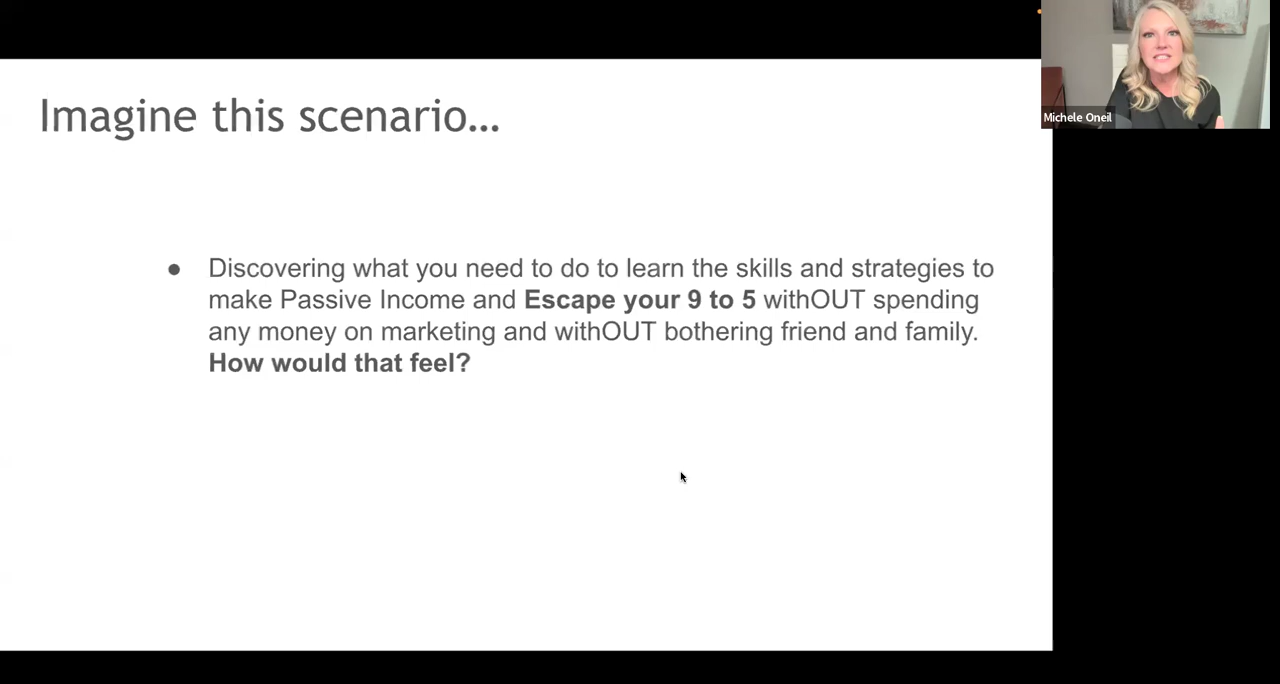 Imagine this scenario...
Michele Oneil
● Discovering what you need to do to learn the skills and strategies to
make Passive Income and Escape your 9 to 5 withOUT spending
any money on marketing and withOUT bothering friend and family.
How would that feel?